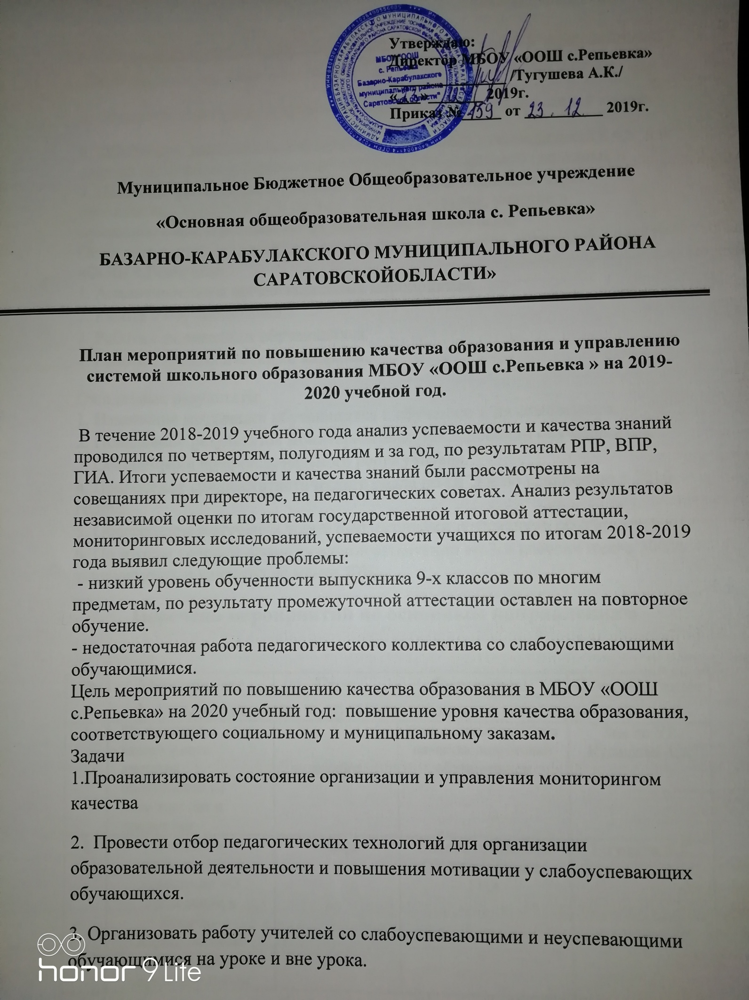 Утверждаю:
Директор МБОУ «ООШ с.Репьевка»
/Тугушева А.К./
«23» 2019г.
Приказ № 159 от 23.12 2019г.
МБОУ "ООШ
с. Репьевка
Базарно-Карабулакского
муниципального района
Саратовской области"
Муниципальное Бюджетное Общеобразовательное учреждение
«Основная общеобразовательная школа с. Репьевка»
БАЗАРНО-КАРАБУЛАКСКОГО МУНИЦИПАЛЬНОГО РАЙОНА
САРАТОВСКОЙОБЛАСТИ»
План мероприятий по повышению качества образования и управлению
системой школьного образования МБОУ «ООШ с.Репьевка » на 2019-
2020 учебной год.
В течение 2018-2019 учебного года анализ успеваемости и качества знаний
проводился по четвертям, полугодиям и за год, по результатам РПР, ВПР,
ГИА. Итоги успеваемости и качества знаний были рассмотрены на
совещаниях при директоре, на педагогических советах. Анализ результатов
независимой оценки по итогам государственной итоговой аттестации,
мониторинговых исследований, успеваемости учащихся по итогам 2018-2019
года выявил следующие проблемы:
- низкий уровень обученности выпускника 9-х классов по многим
предметам, по результату промежуточной аттестации оставлен на повторное
обучение.
- недостаточная работа педагогического коллектива со слабоуспевающими
обучающимися.
Цель мероприятий по повышению качества образования в МБОУ «ООШ
с.Репьевка» на 2020 учебный год: повышение уровня качества образования,
соответствующего социальному и муниципальному заказам.
Задачи
1.Проанализировать состояние организации и управления мониторингом
качества
2. Провести отбор педагогических технологий для организации
образовательной деятельности и повышения мотивации у слабоуспевающих
обучающихся.
3. Организовать работу учителей со слабоуспевающими и неуспевающими
обучающимися на уроке и вне урока.
honor 9 Lite